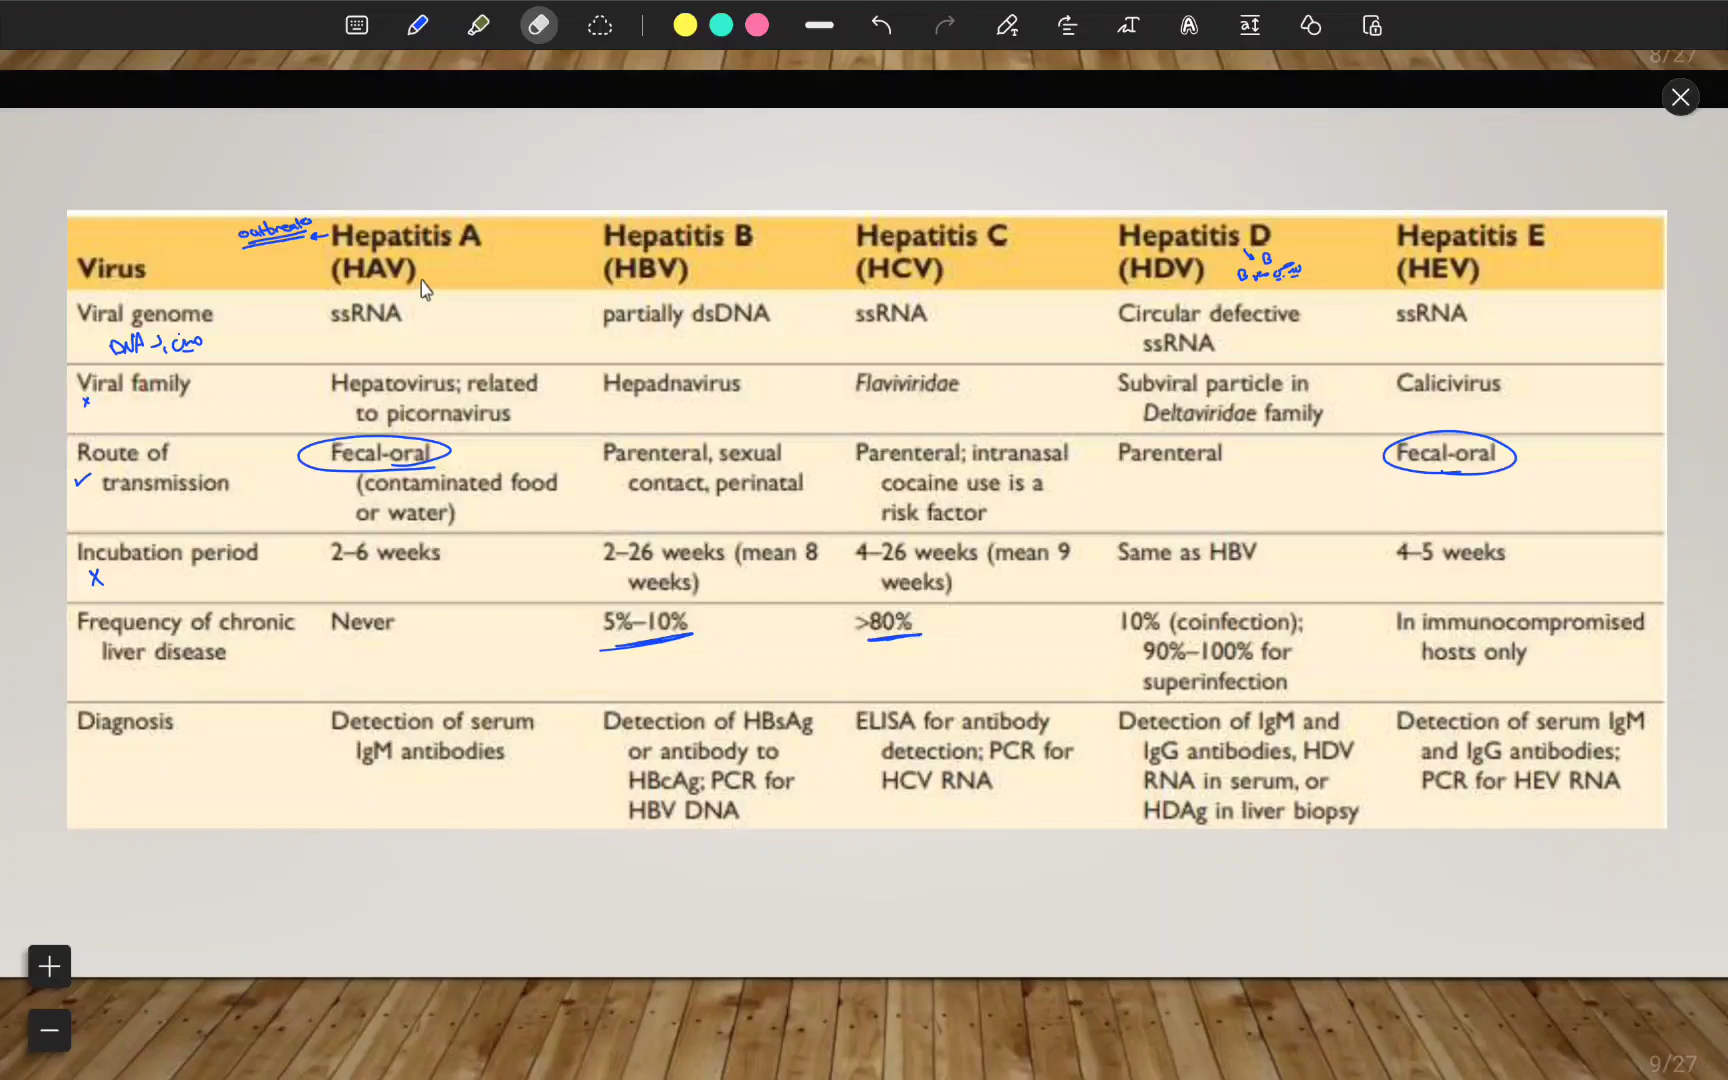 8/27
outbreaks
Virus
Hepatitis A
(HAV)
Hepatitis B
(HBV)
Hepatitis C
(HCV)
Hepatitis D
(HDV)
B
B
Hepatitis E
(HEV)
Viral genome
DNA
ssRNA
partially dsDNA
ssRNA
Circular defective
ssRNA
ssRNA
Viral family
x
Hepatovirus; related
to picornavirus
Hepadnavirus
Flaviviridae
Subviral particle in
Deltaviridae family
Calicivirus
Route of
transmission
Fecal-oral
(contaminated food
or water)
Parenteral, sexual
contact, perinatal
Parenteral; intranasal
cocaine use is a
risk factor
Parenteral
Fecal-oral
Incubation period
x
2–6 weeks
2–26 weeks (mean 8
weeks)
4–26 weeks (mean 9
weeks)
Same as HBV
4–5 weeks
Frequency of chronic
liver disease
Never
5%–10%
>80%
10% (coinfection);
90%–100% for
superinfection
In immunocompromised
hosts only
Diagnosis
Detection of serum
IgM antibodies
Detection of HBsAg
or antibody to
HBcAg; PCR for
HBV DNA
ELISA for antibody
detection; PCR for
HCV RNA
Detection of IgM and
IgG antibodies, HDV
RNA in serum, or
HDAg in liver biopsy
Detection of serum IgM
and IgG antibodies;
PCR for HEV RNA
9/27